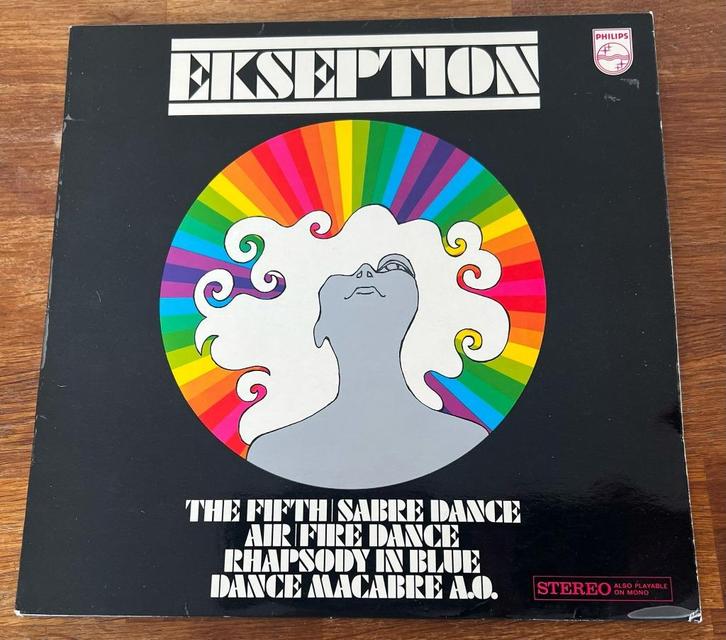 EKSEPTION
PHILIPS
THE FIFTH | SABRE DANCE
AIR | FIRE DANCE
RHAPSODY IN BLUE
DANCE MACABRE A.O.
STEREO ALSO PLAYABLE
ON MONO